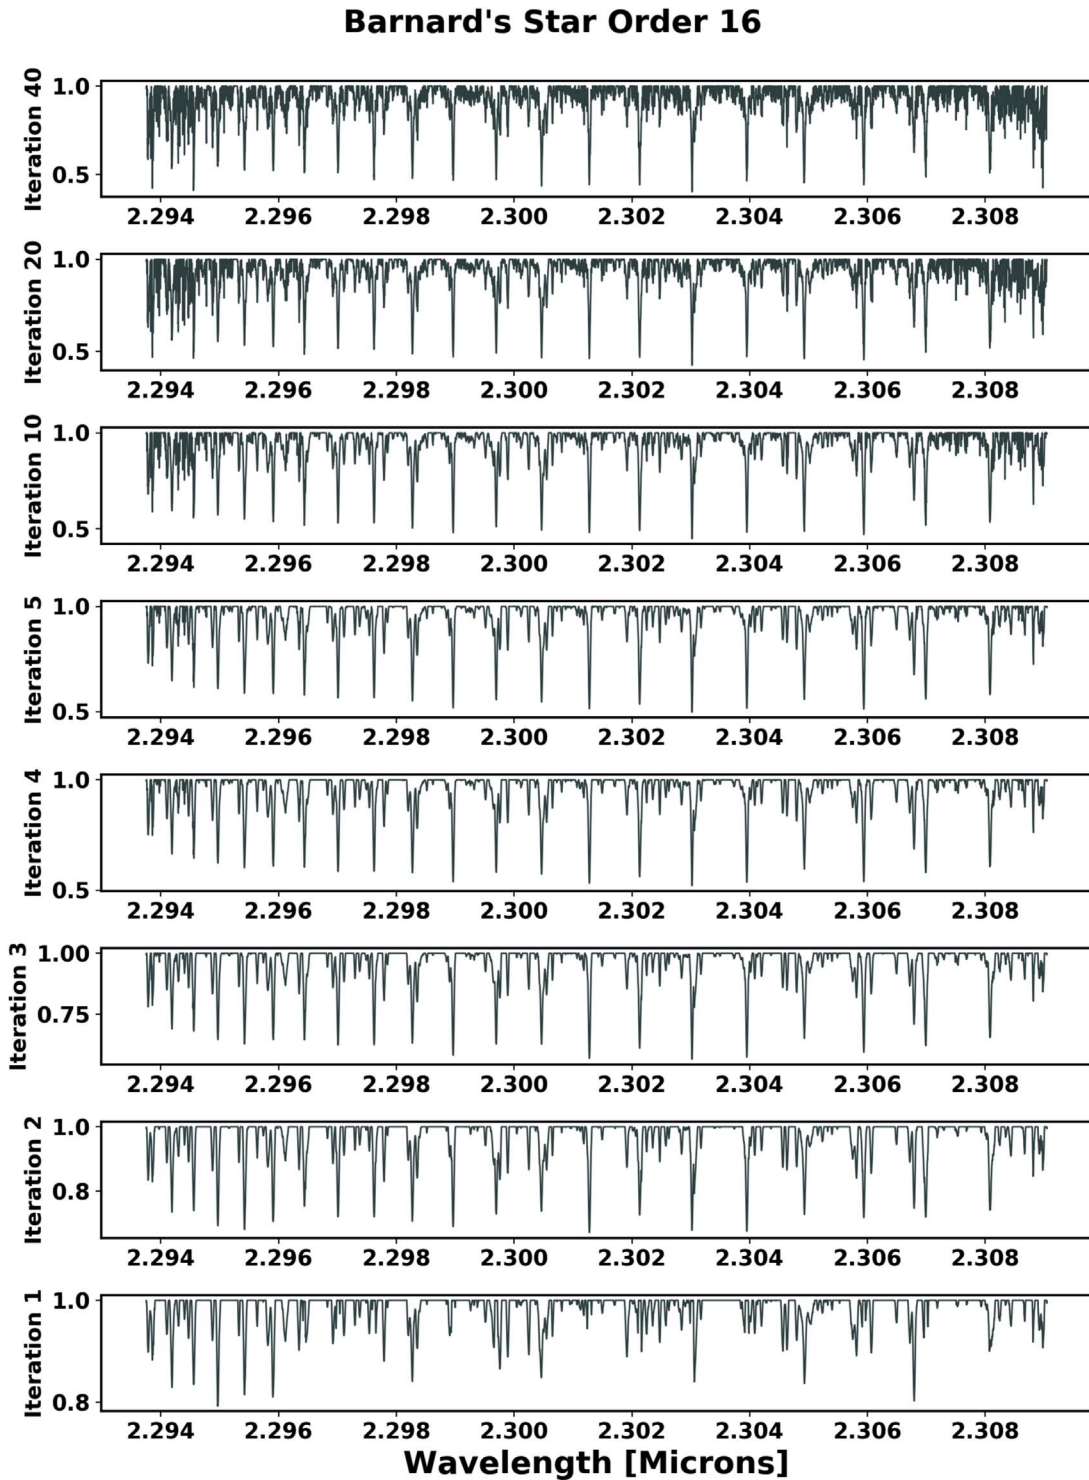 Barnard's Star Order 16
Iteration 40
1.0
0.5
2.294 2.296 2.298 2.300 2.302 2.304 2.306 2.308
Iteration 20
1.0
0.5
2.294 2.296 2.298 2.300 2.302 2.304 2.306 2.308
Iteration 10
1.0
0.5
2.294 2.296 2.298 2.300 2.302 2.304 2.306 2.308
Iteration 5
1.0
0.5
2.294 2.296 2.298 2.300 2.302 2.304 2.306 2.308
Iteration 4
1.0
0.5
2.294 2.296 2.298 2.300 2.302 2.304 2.306 2.308
Iteration 3
1.00
0.75
2.294 2.296 2.298 2.300 2.302 2.304 2.306 2.308
Iteration 2
1.0
0.8
2.294 2.296 2.298 2.300 2.302 2.304 2.306 2.308
Iteration 1
1.0
0.8
2.294 2.296 2.298 2.300 2.302 2.304 2.306 2.308
Wavelength [Microns]